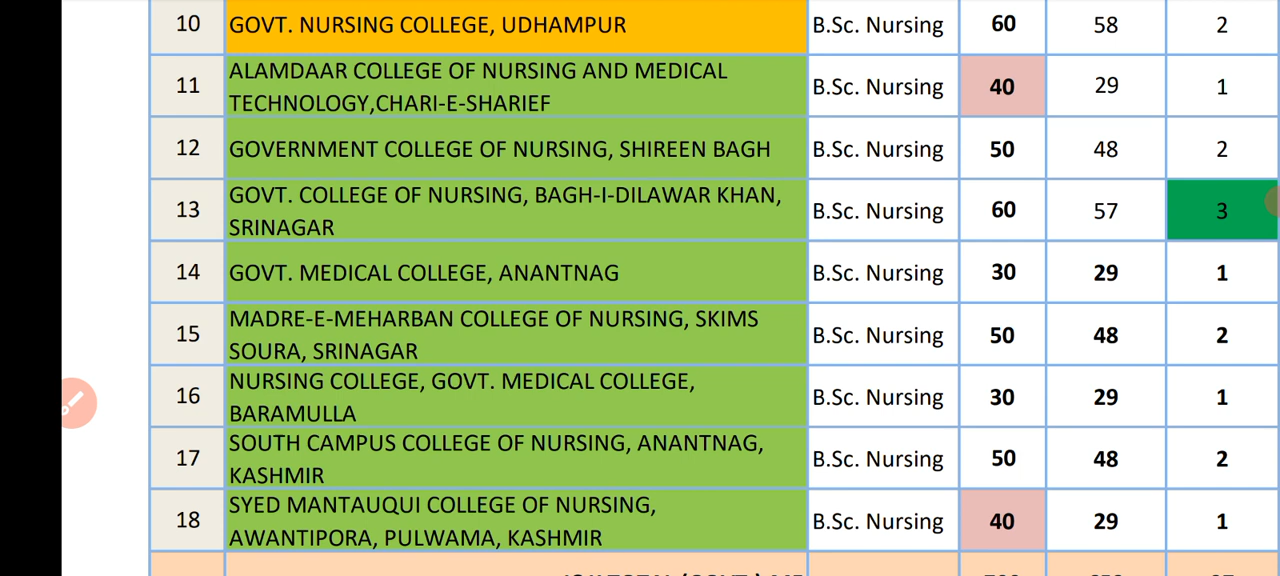 10 GOVT. NURSING COLLEGE, UDHAMPUR B.Sc. Nursing 60 58 2
11 ALAMDAAR COLLEGE OF NURSING AND MEDICAL
TECHNOLOGY,CHARI-E-SHARIEF B.Sc. Nursing 40 29 1
12 GOVERNMENT COLLEGE OF NURSING, SHIREEN BAGH B.Sc. Nursing 50 48 2
13 GOVT. COLLEGE OF NURSING, BAGH-I-DILAWAR KHAN,
SRINAGAR B.Sc. Nursing 60 57 3
14 GOVT. MEDICAL COLLEGE, ANANTNAG B.Sc. Nursing 30 29 1
15 MADRE-E-MEHARBAN COLLEGE OF NURSING, SKIMS
SOURA, SRINAGAR B.Sc. Nursing 50 48 2
16 NURSING COLLEGE, GOVT. MEDICAL COLLEGE,
BARAMULLA B.Sc. Nursing 30 29 1
17 SOUTH CAMPUS COLLEGE OF NURSING, ANANTNAG,
KASHMIR B.Sc. Nursing 50 48 2
18 SYED MANTAUQUI COLLEGE OF NURSING,
AWANTIPORA, PULWAMA, KASHMIR B.Sc. Nursing 40 29 1